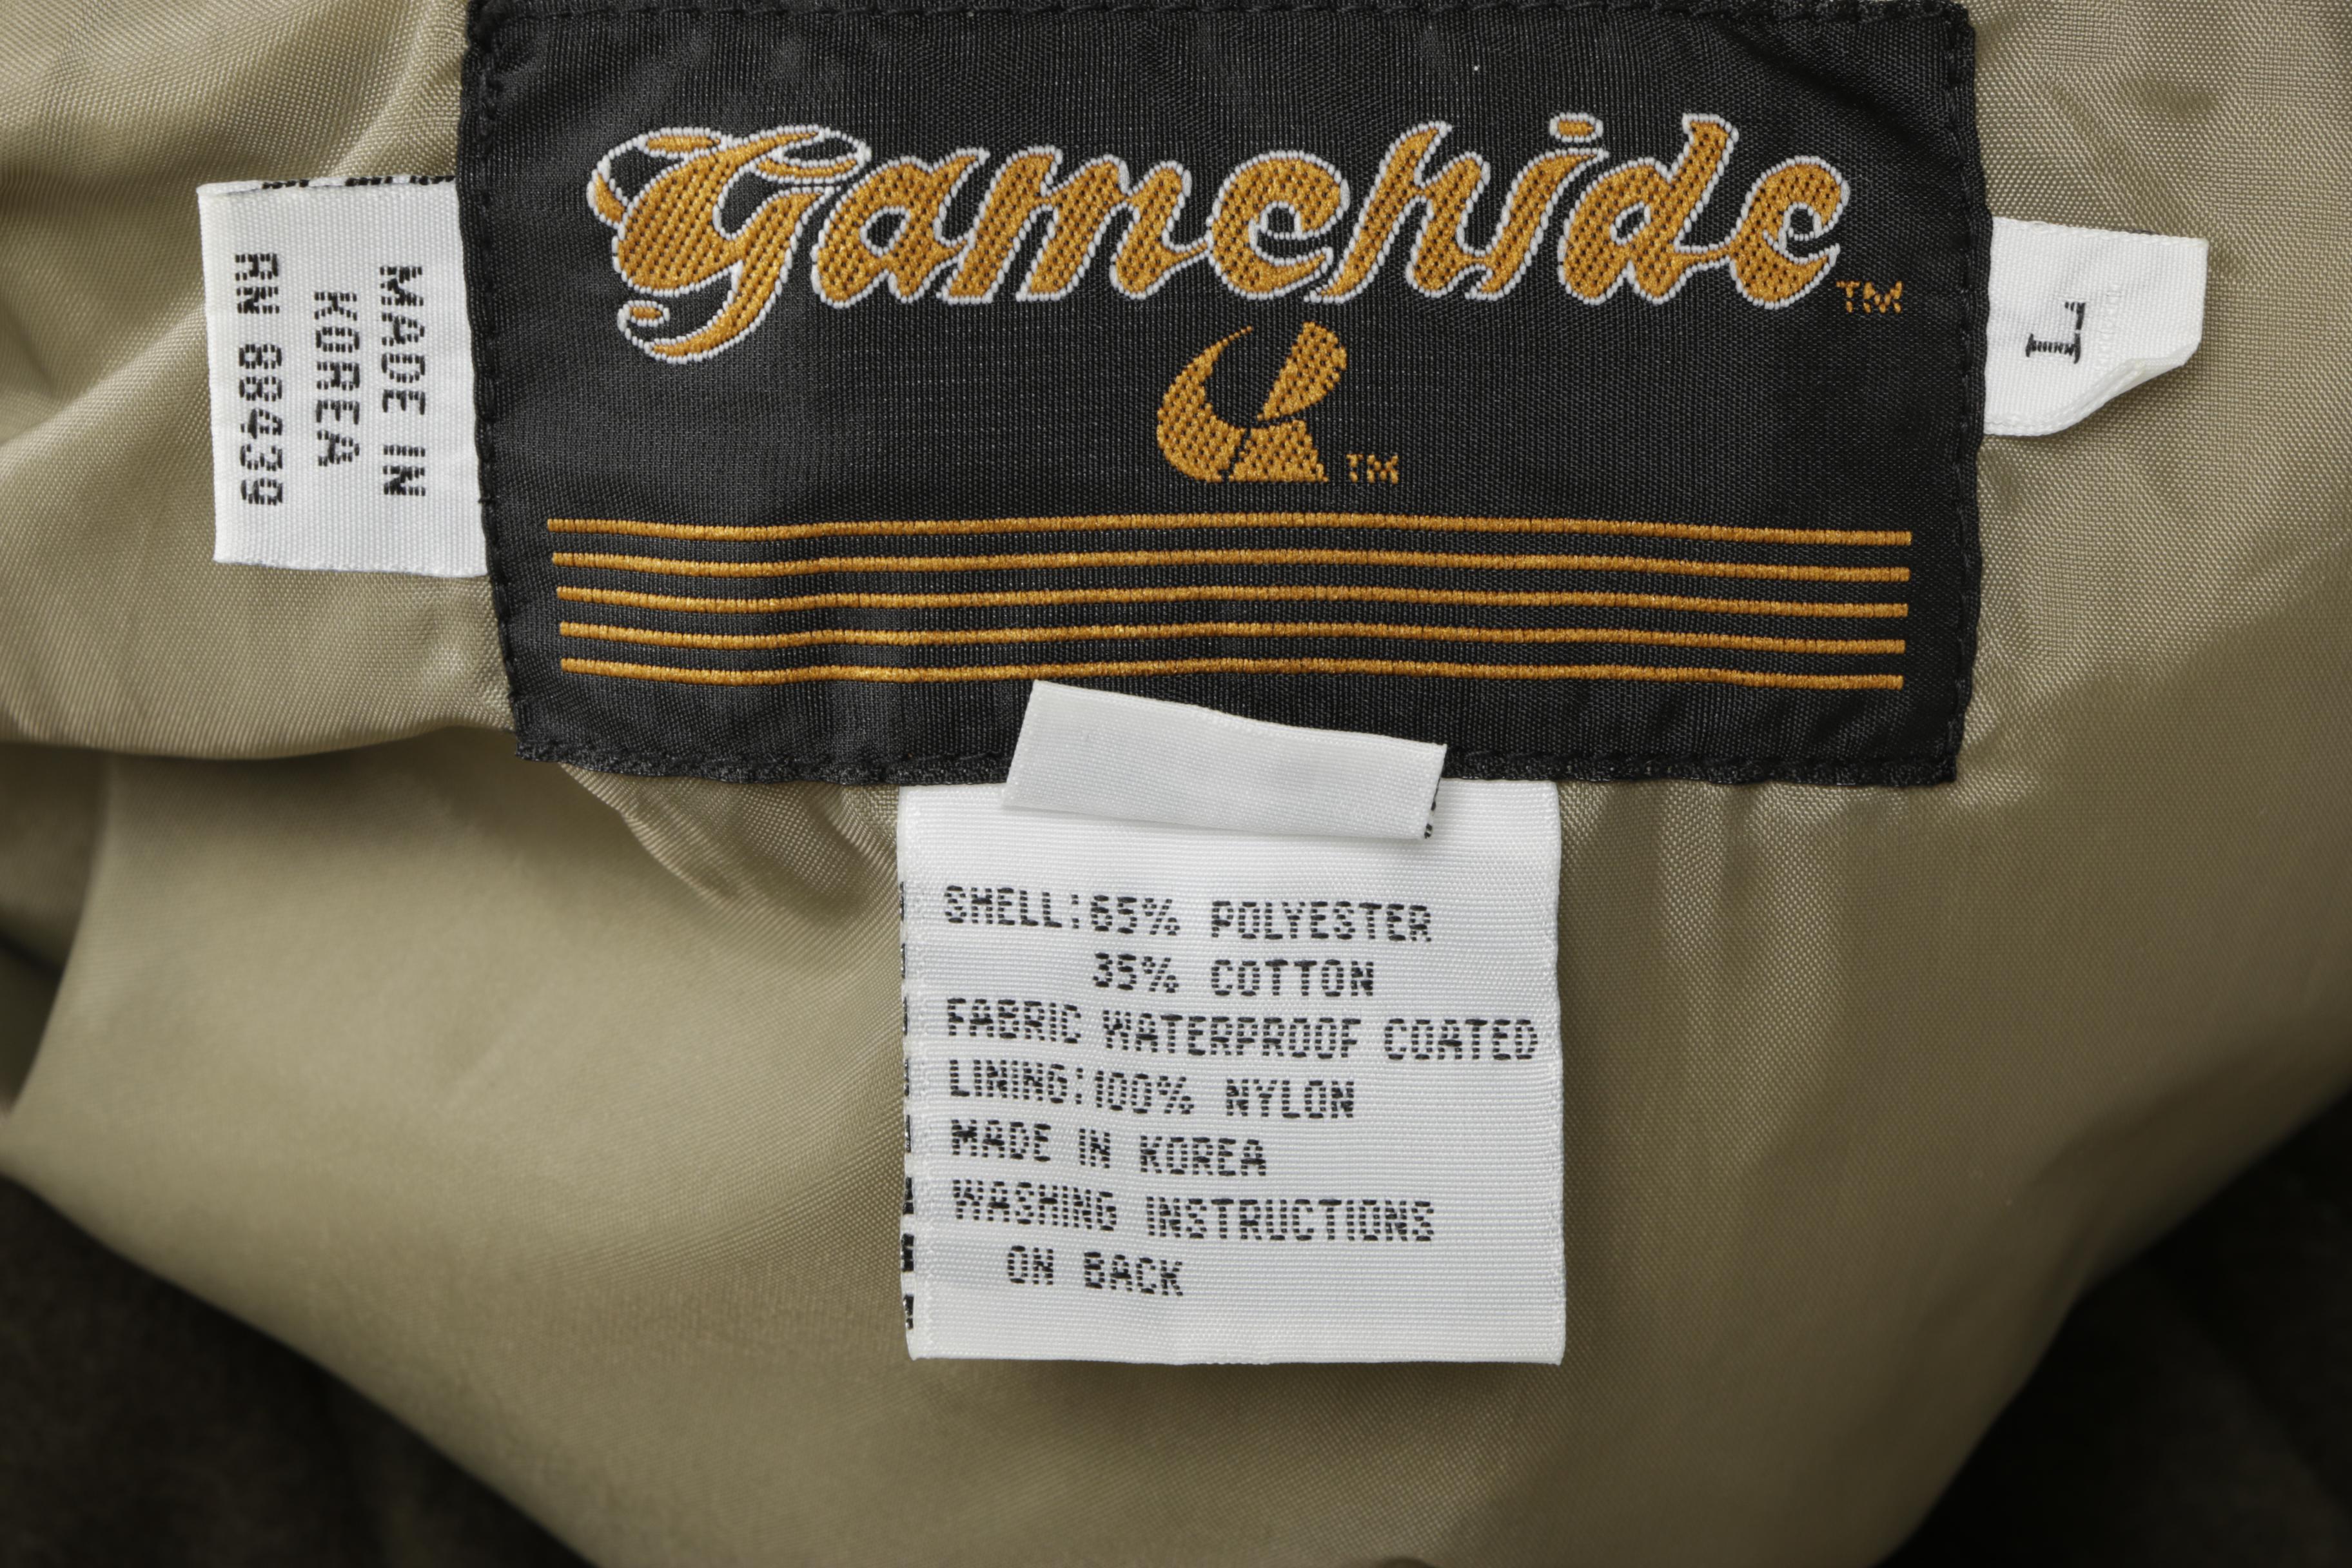 Gamehide TM
TM
MADE IN
KOREA
RN 88439
L
SHELL:65% POLYESTER
35% COTTON
FABRIC WATERPROOF COATED
LINING:100% NYLON
MADE IN KOREA
WASHING INSTRUCTIONS
ON BACK